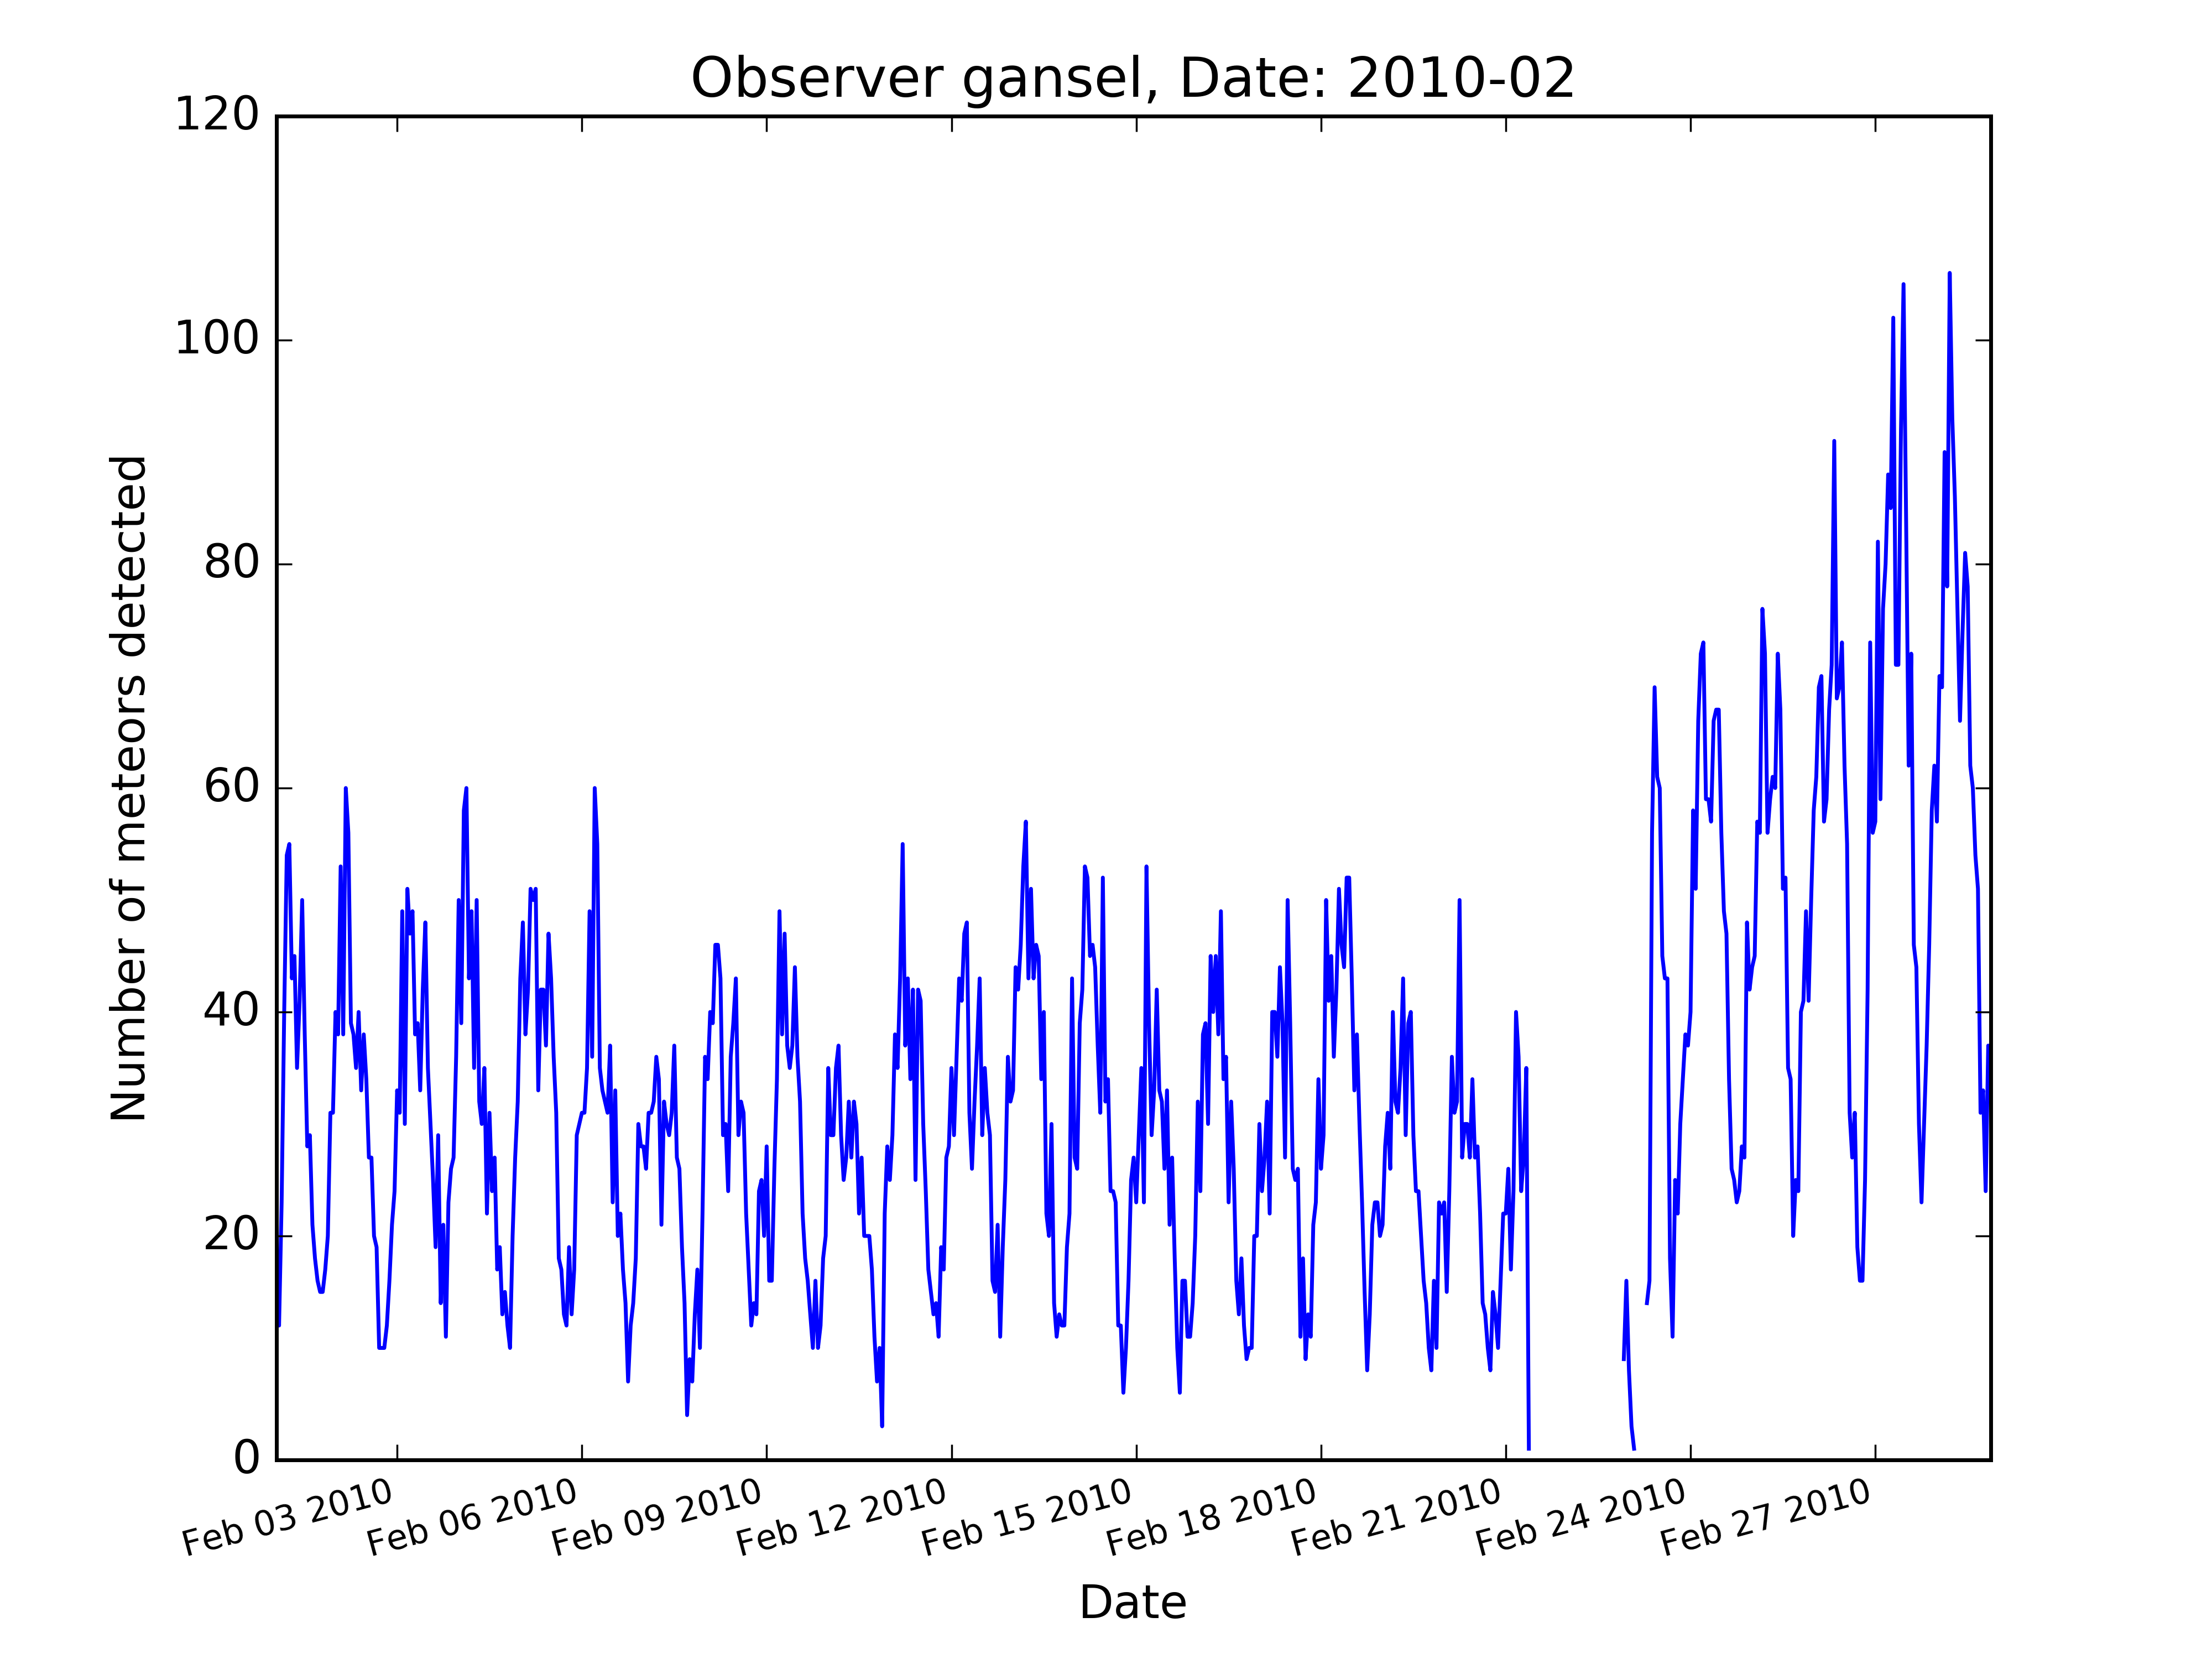 Observer gansel, Date: 2010-02
120
100
80
60
40
20
0
Number of meteors detected
Feb 03 2010
Feb 06 2010
Feb 09 2010
Feb 12 2010
Feb 15 2010
Feb 18 2010
Feb 21 2010
Feb 24 2010
Feb 27 2010
Date